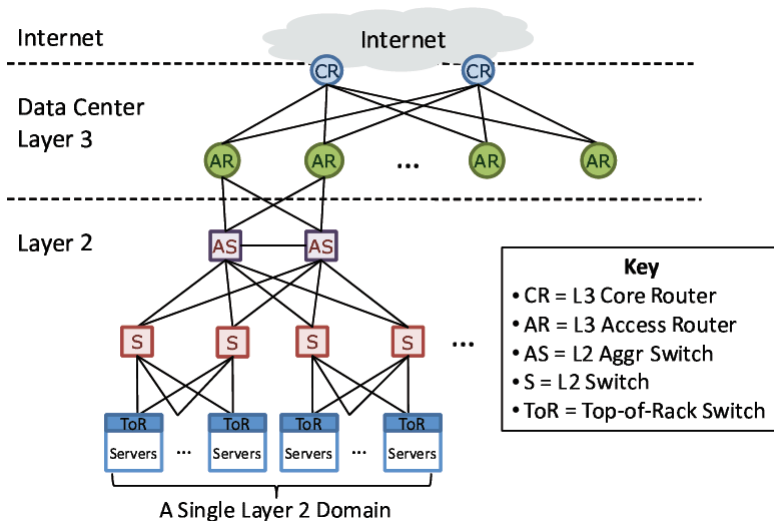 Internet
Internet
CR CR
Data Center
Layer 3
AR AR ... AR AR
Layer 2
AS AS
Key
• CR = L3 Core Router
• AR = L3 Access Router
• AS = L2 Aggr Switch
• S = L2 Switch
• ToR = Top-of-Rack Switch
S S S S ...
ToR ToR ToR ToR
Servers ... Servers Servers ... Servers
A Single Layer 2 Domain